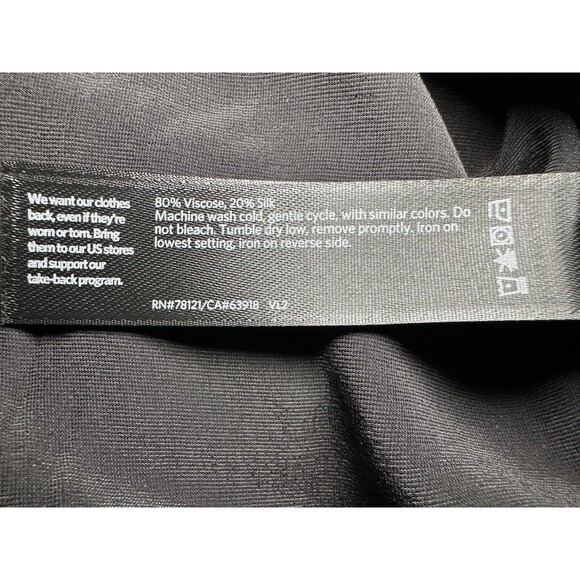 We want our clothes
back, even if they're
worn or torn. Bring
them to our US stores
and support our
take-back program.
80% Viscose, 20% Silk
Machine wash cold, gentle cycle, with similar colors. Do
not bleach. Tumble dry low, remove promptly. Iron on
lowest setting, iron on reverse side.
RN#78121/CA#63918 VL2